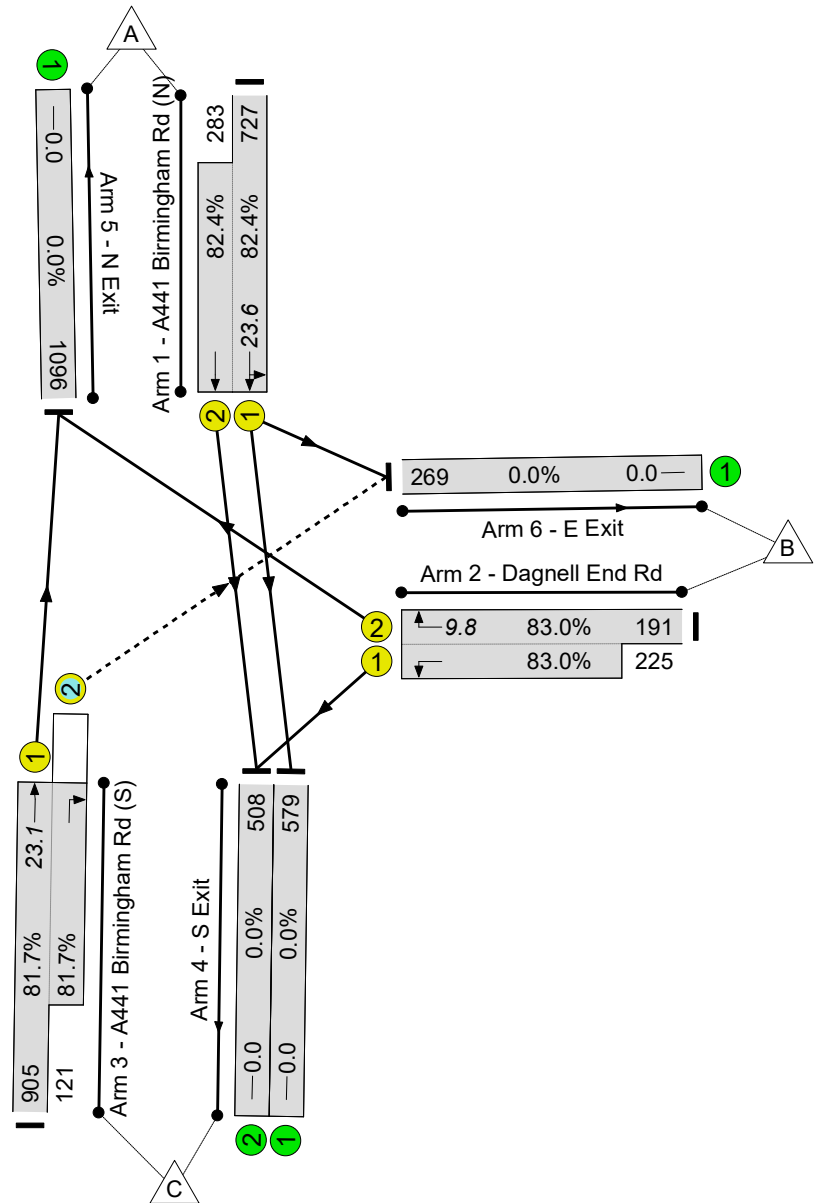 A
1
0.0
0.0%
1096
Arm 5 - N Exit
Arm 1 - A441 Birmingham Rd (N)
283
82.4%
2
727
82.4%
23.6
1
269 0.0% 0.0 1
Arm 6 - E Exit
B
Arm 2 - Dagnell End Rd
2 9.8 83.0% 191
1 83.0% 225
2
1
905
81.7%
23.1
121
81.7%
Arm 3 - A441 Birmingham Rd (S)
Arm 4 - S Exit
508
0.0%
0.0
2
579
0.0%
0.0
1
C